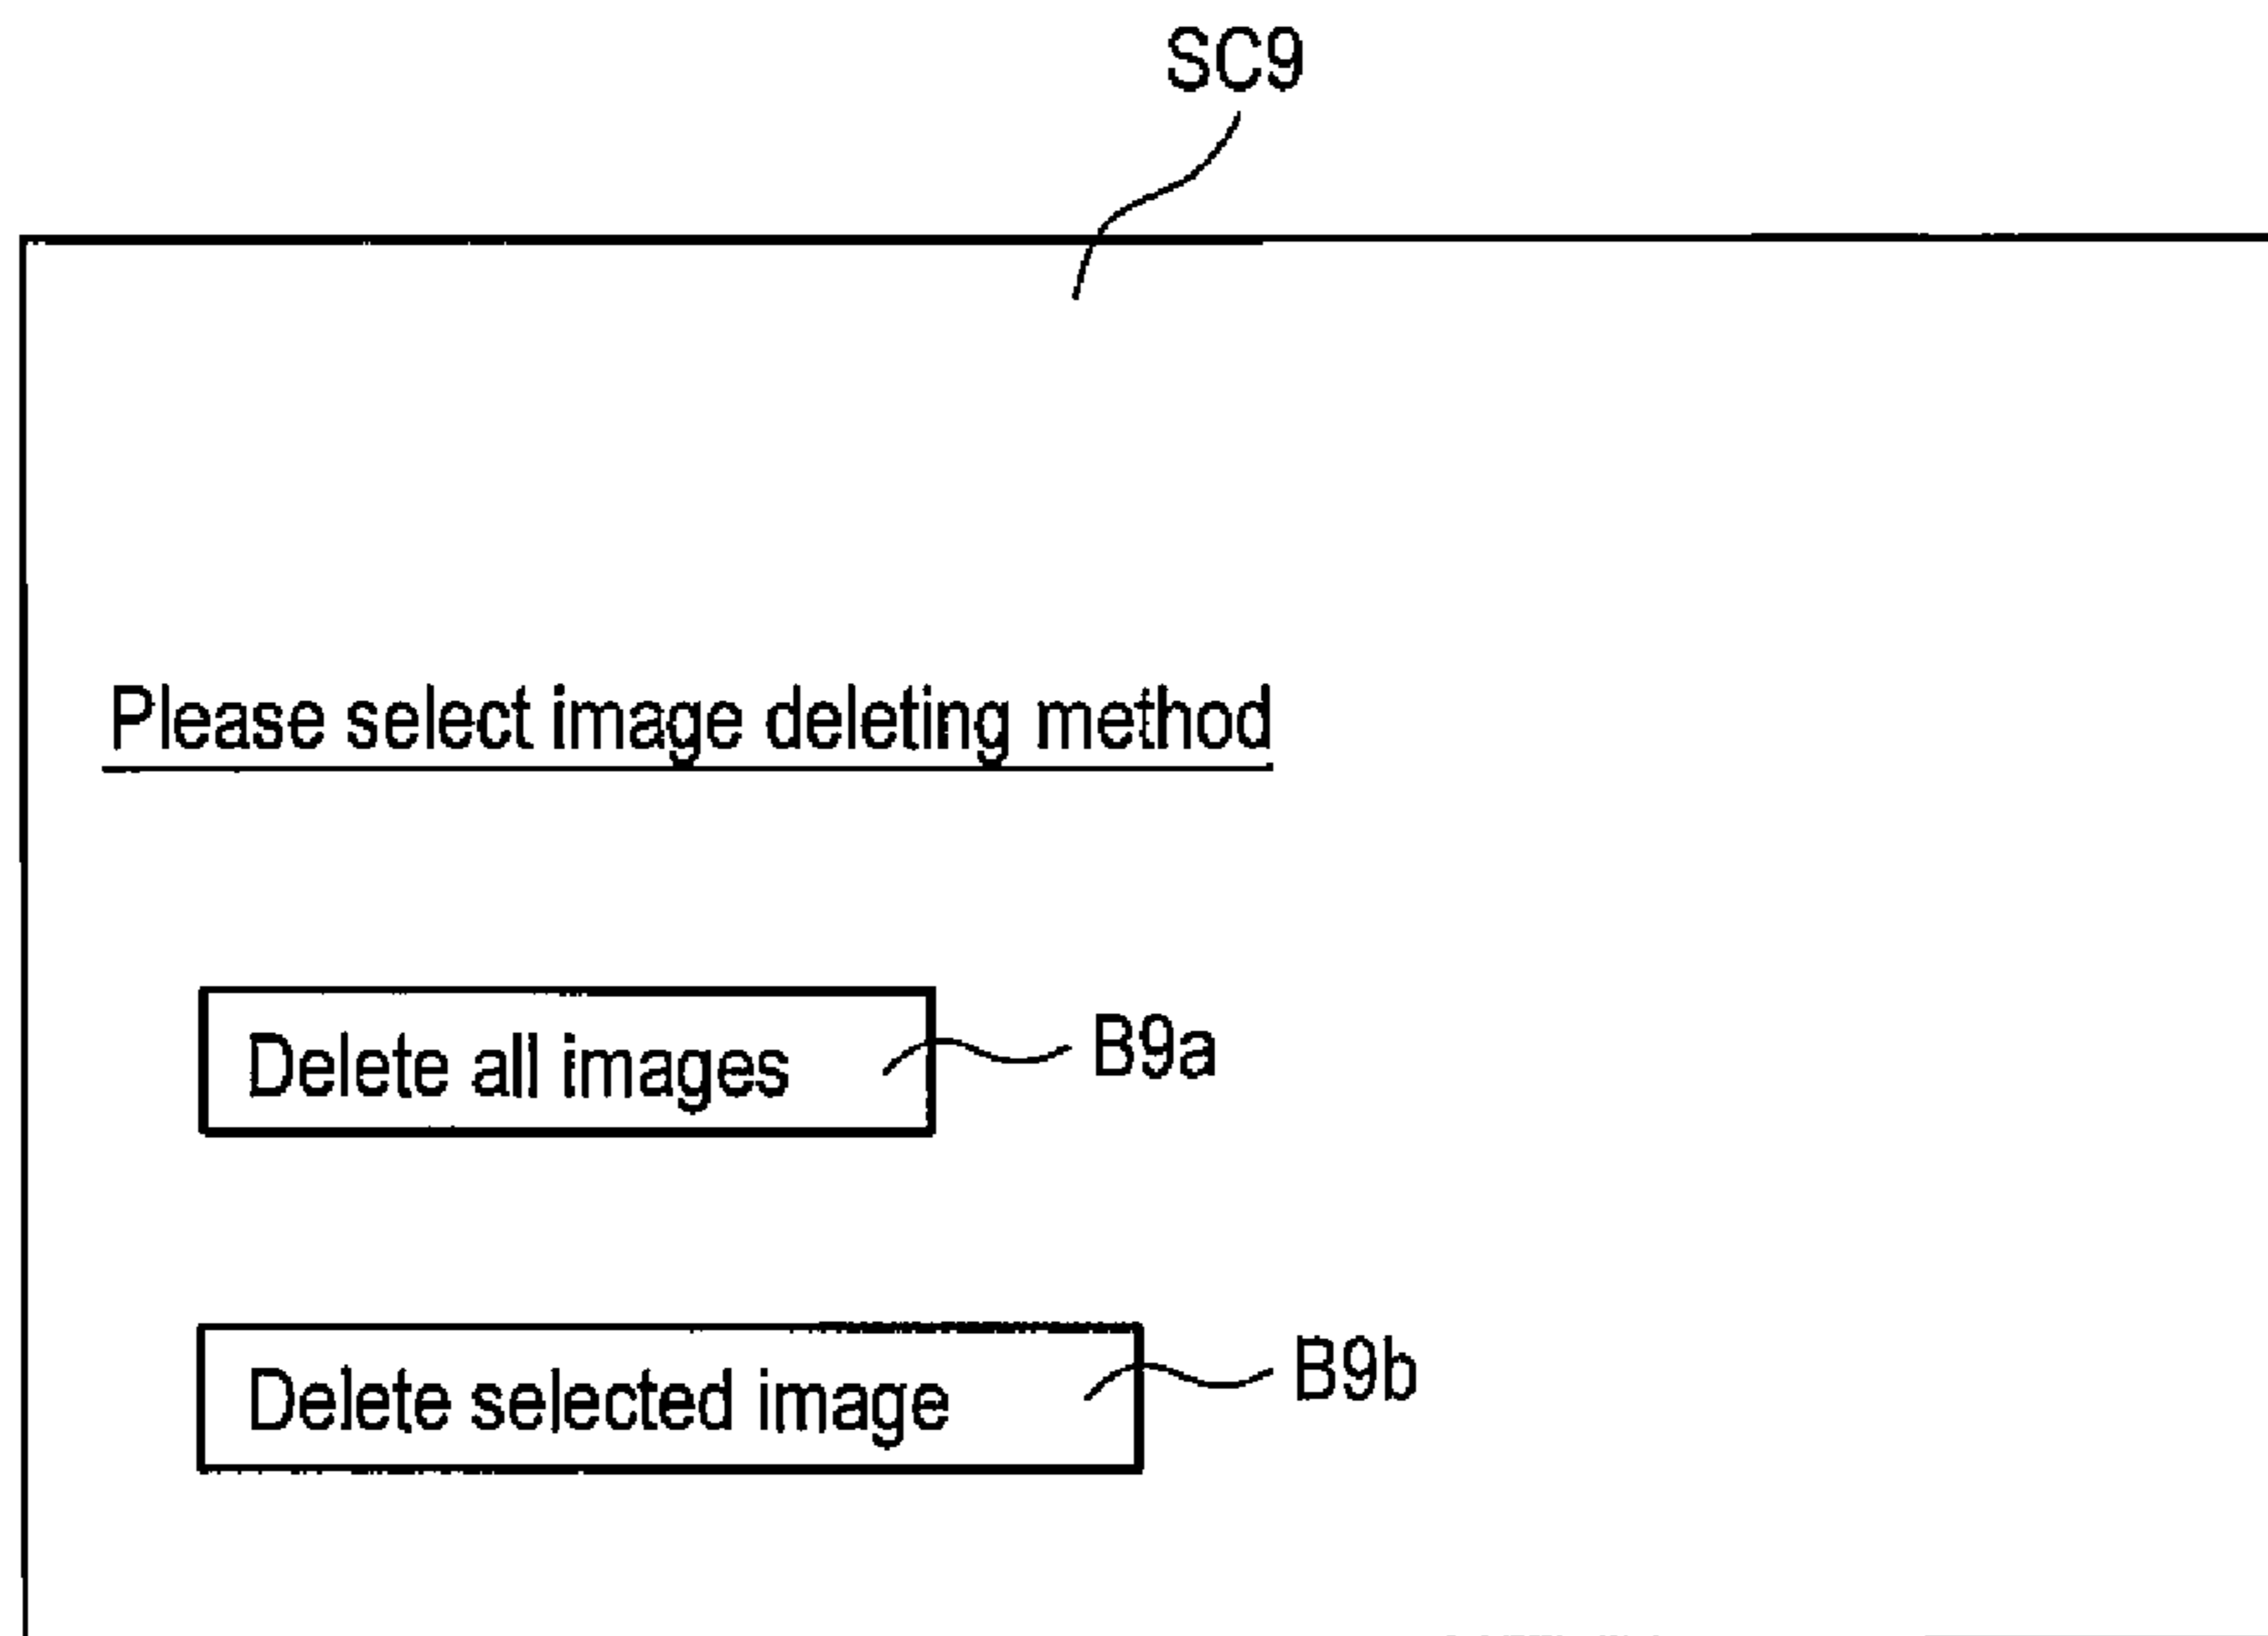 SC9
Please select image deleting method
Delete all images
B9a
Delete selected image
B9b